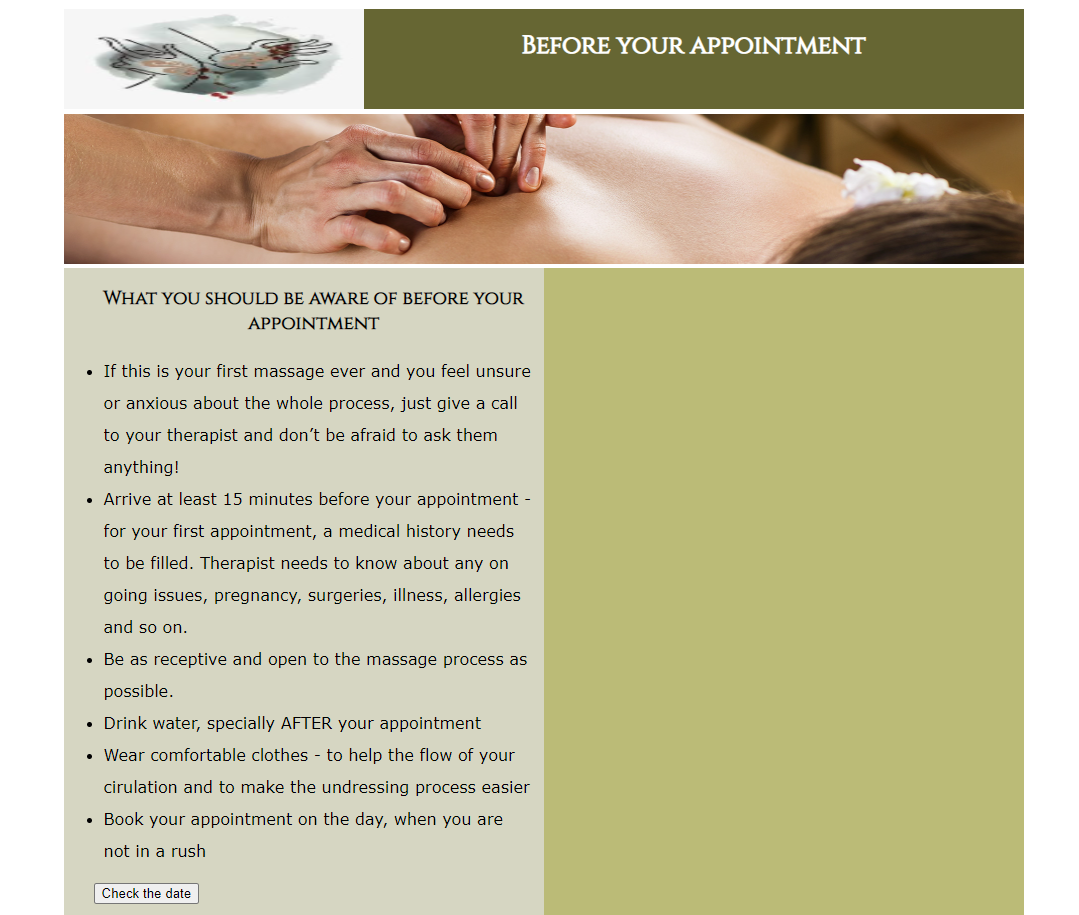 Before your appointment
What you should be aware of before your
appointment
• If this is your first massage ever and you feel unsure
or anxious about the whole process, just give a call
to your therapist and don’t be afraid to ask them
anything!
• Arrive at least 15 minutes before your appointment -
for your first appointment, a medical history needs
to be filled. Therapist needs to know about any on
going issues, pregnancy, surgeries, illness, allergies
and so on.
• Be as receptive and open to the massage process as
possible.
• Drink water, specially AFTER your appointment
• Wear comfortable clothes - to help the flow of your
cirulation and to make the undressing process easier
• Book your appointment on the day, when you are
not in a rush
Check the date